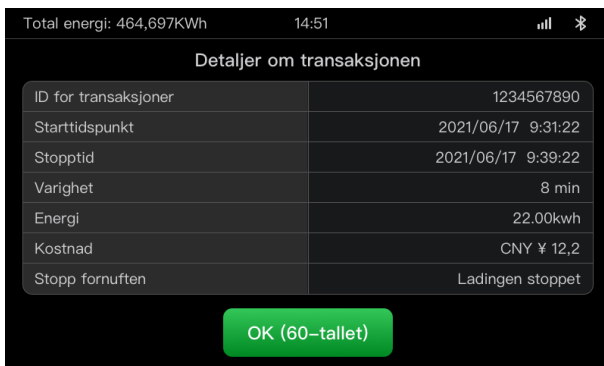 Total energi: 464,697KWh 14:51
Detaljer om transaksjonen
ID for transaksjoner 1234567890
Starttidspunkt 2021/06/17 9:31:22
Stopptid 2021/06/17 9:39:22
Varighet 8 min
Energi 22.00kwh
Kostnad CNY ¥ 12,2
Stopp fornuften Ladingen stoppet
OK (60–tallet)